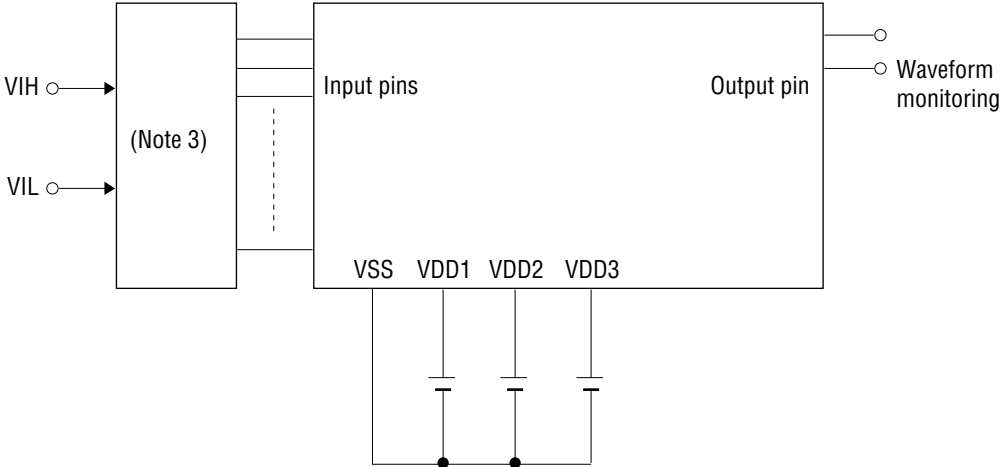 VIH
VIL
(Note 3)
Input pins
Output pin
Waveform
monitoring
VSS VDD1 VDD2 VDD3